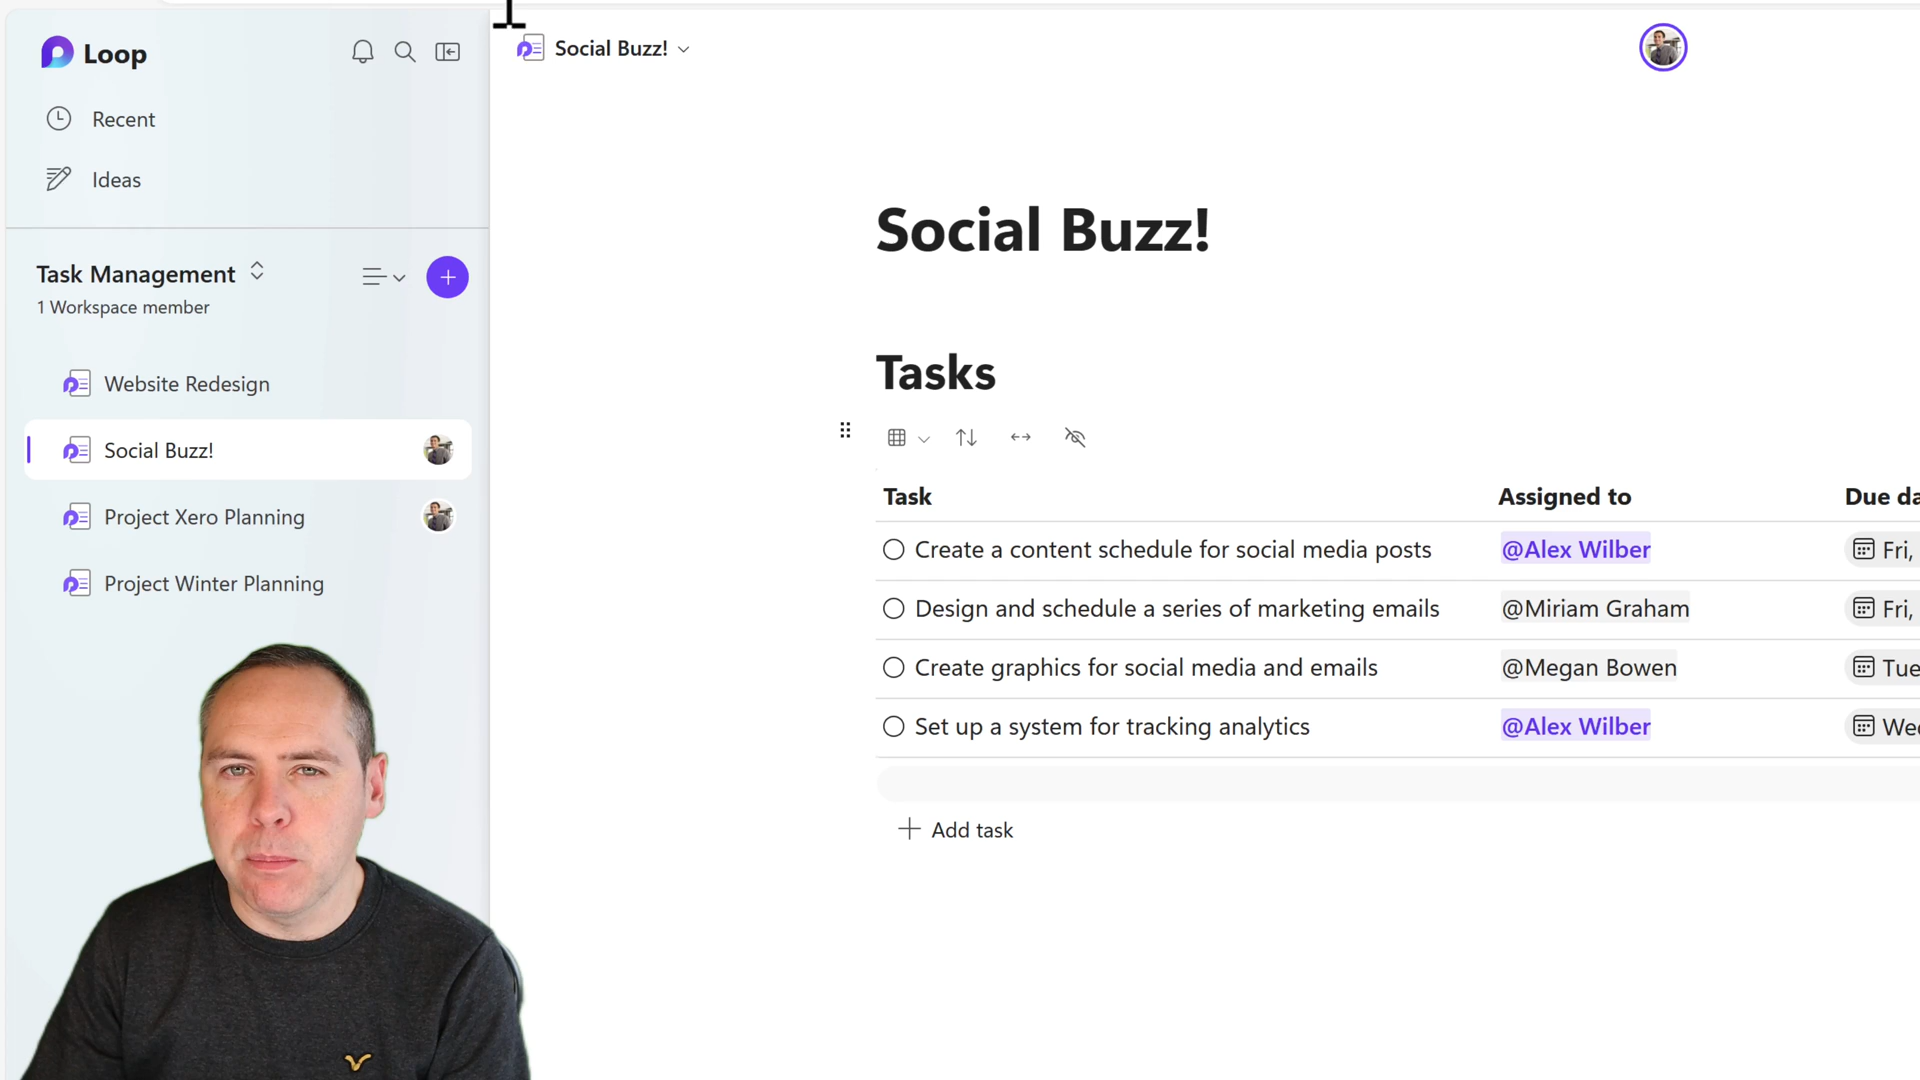 Loop
Social Buzz!
Recent
Ideas
Task Management
1 Workspace member
Website Redesign
Social Buzz!
Project Xero Planning
Project Winter Planning
Social Buzz!
Tasks
Task Assigned to Due da
Create a content schedule for social media posts @Alex Wilber Fri,
Design and schedule a series of marketing emails @Miriam Graham Fri,
Create graphics for social media and emails @Megan Bowen Tue
Set up a system for tracking analytics @Alex Wilber Wed
Add task